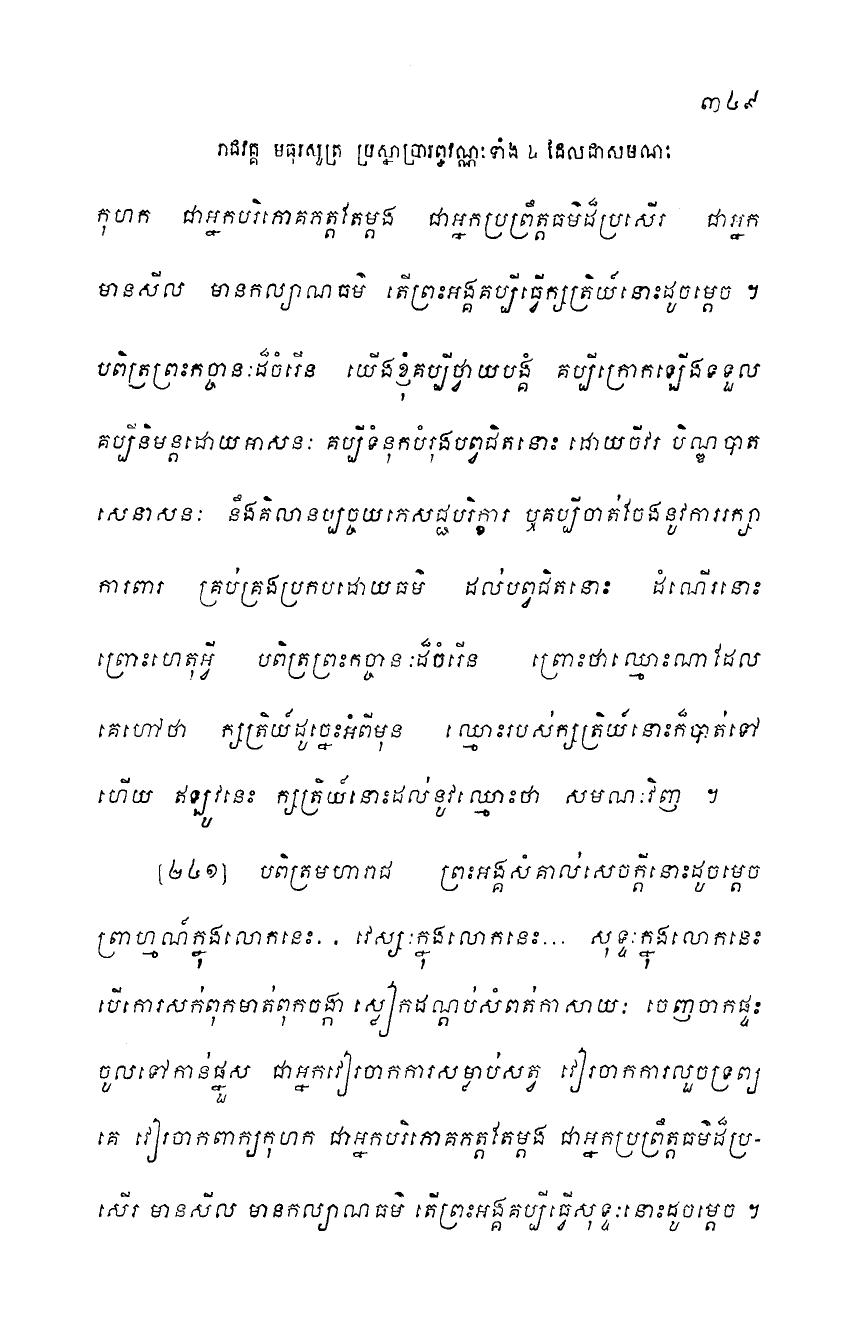 ៣៤៩
រាជវគ្គ មធុរសូត្រ ប្រស្នាប្រារព្ធវណ្ណៈទាំង ៤ ដែលជាសមណៈ
កុហក ជាអ្នកបរិភោគភត្តតែម្តង ជាអ្នកប្រព្រឹត្តធម៌ដ៏ប្រសើរ ជាអ្នក
មានសីល មានកល្យាណធម៌ តើព្រះអង្គគប្បីធ្វើក្សត្រិយ៍នោះដូចម្តេច ។
បពិត្រព្រះកច្ចានៈដ៏ចំរើន យើងខ្ញុំគប្បីថ្វាយបង្គំ គប្បីក្រោកឡើងទទួល
គប្បីនិមន្តដោយអាសនៈ គប្បីទំនុកបំរុងបព្វជិតនោះ ដោយចីវរ បិណ្ឌបាត
សេនាសនៈ នឹងគិលានប្បច្ចយភេសជ្ជបរិក្ខារ ឬគប្បីចាត់ចែងនូវការរក្សា
ការពារ គ្រប់គ្រងប្រកបដោយធម៌ ដល់បព្វជិតនោះ ដំណើរនោះ
ព្រោះហេតុអ្វី បពិត្រព្រះកច្ចានៈដ៏ចំរើន ព្រោះថាឈ្មោះណាដែល
គេហៅថា ក្សត្រិយ៍ដូច្នេះអំពីមុន ឈ្មោះរបស់ក្សត្រិយ៍នោះក៏បាត់ទៅ
ហើយ ឥឡូវនេះ ក្សត្រិយ៍នោះដល់នូវឈ្មោះថា សមណៈវិញ ។
[២៤១] បពិត្រមហារាជ ព្រះអង្គសំគាល់សេចក្តីនោះដូចម្តេច
ព្រាហ្មណ៍ក្នុងលោកនេះ.. វេស្សៈក្នុងលោកនេះ... សុទ្ទៈក្នុងលោកនេះ
បើកោរសក់ពុកមាត់ពុកចង្កា ស្លៀកដណ្តប់សំពត់កាសាយៈ ចេញចាកផ្ទះ
ចូលទៅកាន់ផ្នួស ជាអ្នកវៀរចាកការសម្លាប់សត្វ វៀរចាកការលួចទ្រព្យ
គេ វៀរចាកពាក្យកុហក ជាអ្នកបរិភោគភត្តតែម្តង ជាអ្នកប្រព្រឹត្តធម៌ដ៏ប្រ-
សើរ មានសីល មានកល្យាណធម៌ តើព្រះអង្គគប្បីធ្វើសុទ្ទៈនោះដូចម្តេច ។